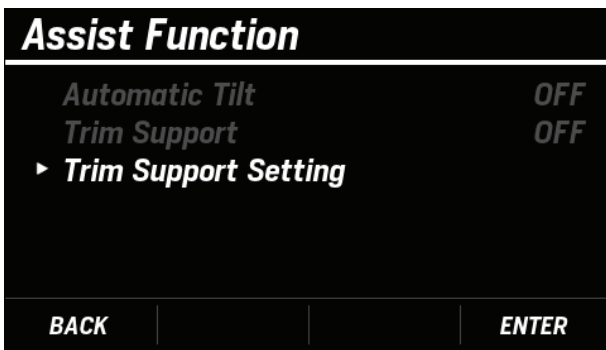 Assist Function
Automatic Tilt OFF
Trim Support OFF
Trim Support Setting
BACK ENTER